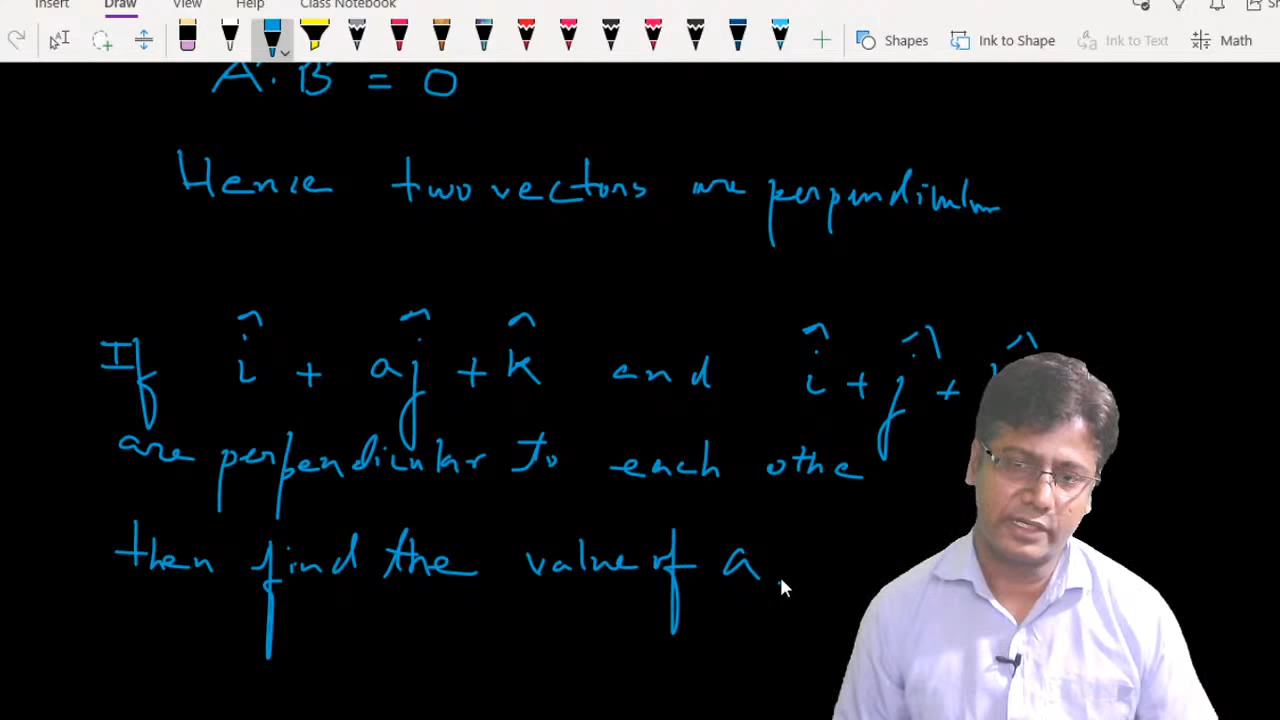 Insert Draw View Help Class Notebook
Shapes Ink to Shape Ink to Text Math
A · B = 0
Hence two vectors are perpendicular
If î + aĵ + k̂ and î + ĵ +
are perpendicular to each othe
then find the value of a.